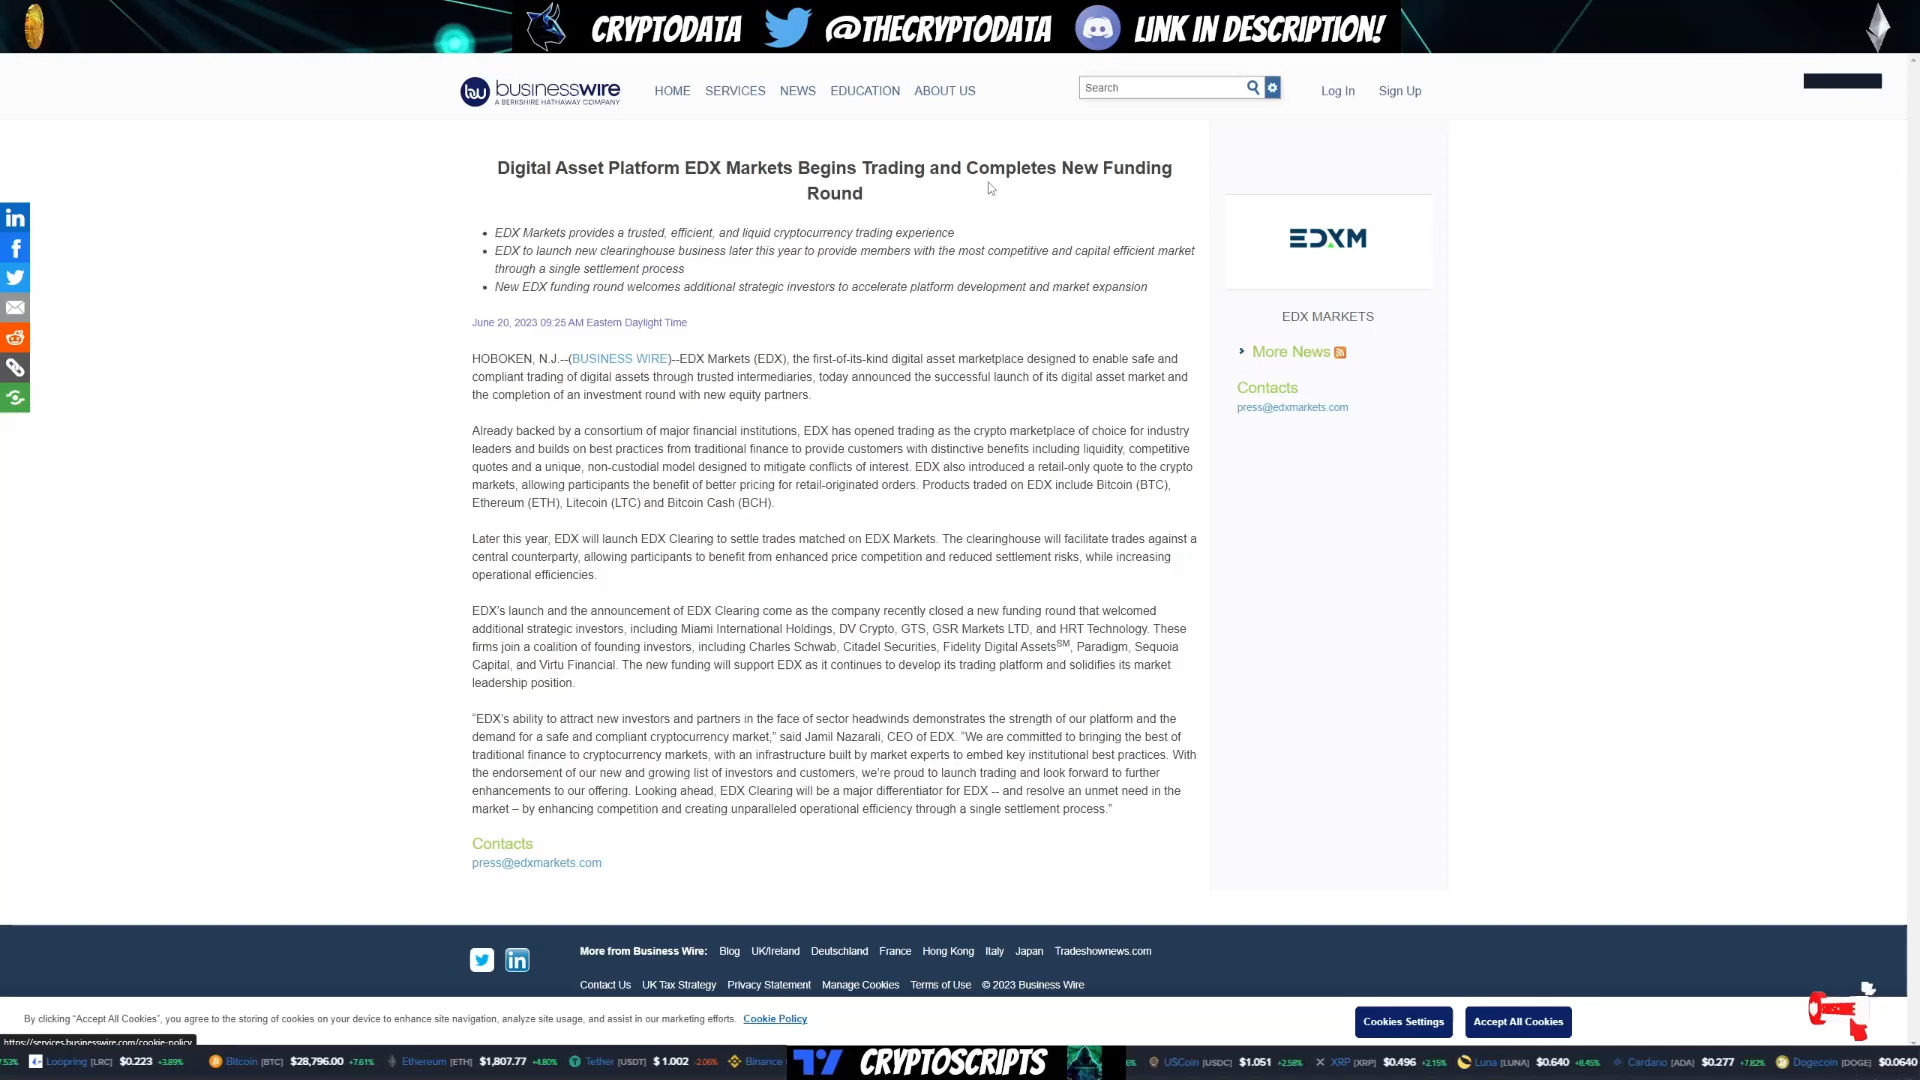 CRYPTODATA @THECRYPTODATA LINK IN DESCRIPTION!
businesswire
A BERKSHIRE HATHAWAY COMPANY
HOME SERVICES NEWS EDUCATION ABOUT US
Search
Log In Sign Up
Digital Asset Platform EDX Markets Begins Trading and Completes New Funding
Round
• EDX Markets provides a trusted, efficient, and liquid cryptocurrency trading experience
• EDX to launch new clearinghouse business later this year to provide members with the most competitive and capital efficient market
through a single settlement process
• New EDX funding round welcomes additional strategic investors to accelerate platform development and market expansion
June 20, 2023 09:25 AM Eastern Daylight Time
HOBOKEN, N.J.--(BUSINESS WIRE)--EDX Markets (EDX), the first-of-its-kind digital asset marketplace designed to enable safe and
compliant trading of digital assets through trusted intermediaries, today announced the successful launch of its digital asset market and
the completion of an investment round with new equity partners.
Already backed by a consortium of major financial institutions, EDX has opened trading as the crypto marketplace of choice for industry
leaders and builds on best practices from traditional finance to provide customers with distinctive benefits including liquidity, competitive
quotes and a unique, non-custodial model designed to mitigate conflicts of interest. EDX also introduced a retail-only quote to the crypto
markets, allowing participants the benefit of better pricing for retail-originated orders. Products traded on EDX include Bitcoin (BTC),
Ethereum (ETH), Litecoin (LTC) and Bitcoin Cash (BCH).
Later this year, EDX will launch EDX Clearing to settle trades matched on EDX Markets. The clearinghouse will facilitate trades against a
central counterparty, allowing participants to benefit from enhanced price competition and reduced settlement risks, while increasing
operational efficiencies.
EDX's launch and the announcement of EDX Clearing come as the company recently closed a new funding round that welcomed
additional strategic investors, including Miami International Holdings, DV Crypto, GTS, GSR Markets LTD, and HRT Technology. These
firms join a coalition of founding investors, including Charles Schwab, Citadel Securities, Fidelity Digital AssetsSM, Paradigm, Sequoia
Capital, and Virtu Financial. The new funding will support EDX as it continues to develop its trading platform and solidifies its market
leadership position.
“EDX's ability to attract new investors and partners in the face of sector headwinds demonstrates the strength of our platform and the
demand for a safe and compliant cryptocurrency market,” said Jamil Nazarali, CEO of EDX. “We are committed to bringing the best of
traditional finance to cryptocurrency markets, with an infrastructure built by market experts to embed key institutional best practices. With
the endorsement of our new and growing list of investors and customers, we're proud to launch trading and look forward to further
enhancements to our offering. Looking ahead, EDX Clearing will be a major differentiator for EDX -- and resolve an unmet need in the
market – by enhancing competition and creating unparalleled operational efficiency through a single settlement process.”
Contacts
press@edxmarkets.com
EDXM
EDX MARKETS
More News
Contacts
press@edxmarkets.com
More from Business Wire: Blog UK/Ireland Deutschland France Hong Kong Italy Japan Tradeshownews.com
Contact Us UK Tax Strategy Privacy Statement Manage Cookies Terms of Use © 2023 Business Wire
By clicking “Accept All Cookies”, you agree to the storing of cookies on your device to enhance site navigation, analyze site usage, and assist in our marketing efforts. Cookie Policy
Cookies Settings Accept All Cookies
https://services.businesswire.com/cookie-policy
7.53% Loopring [LRC] $0.223 +3.89% Bitcoin [BTC] $28,796.00 +7.61% Ethereum [ETH] $1,807.77 +4.80% Tether [USDT] $1.002 -2.06% Binance CRYPTOSCRIPTS USCoin [USDC] $1.051 +2.58% XRP [XRP] $0.496 +2.15% Luna [LUNA] $0.640 +8.45% Cardano [ADA] $0.277 +7.82% Dogecoin [DOGE] $0.0640